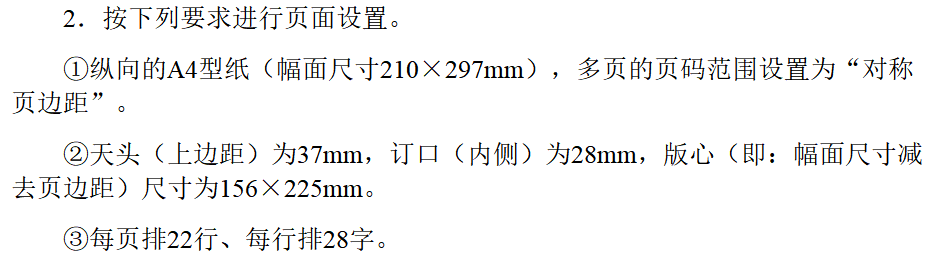 2．按下列要求进行页面设置。
①纵向的A4型纸（幅面尺寸210×297mm），多页的页码范围设置为“对称
页边距”。
②天头（上边距）为37mm，订口（内侧）为28mm，版心（即：幅面尺寸减
去页边距）尺寸为156×225mm。
③每页排22行、每行排28字。